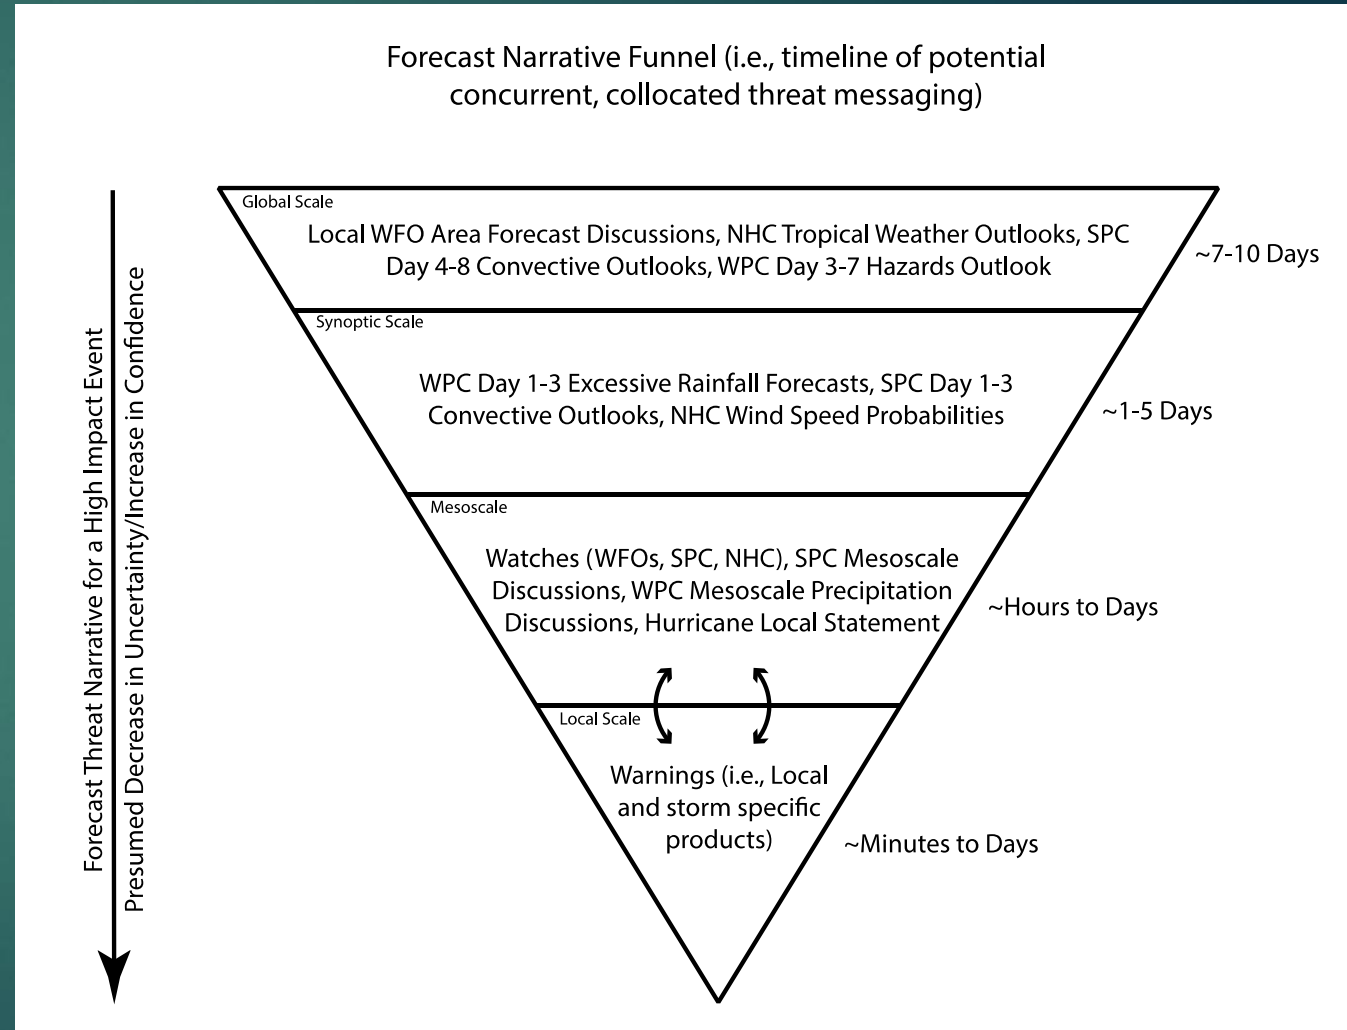 Forecast Narrative Funnel (i.e., timeline of potential
concurrent, collocated threat messaging)
Forecast Threat Narrative for a High Impact Event
Presumed Decrease in Uncertainty/Increase in Confidence
Global Scale
Local WFO Area Forecast Discussions, NHC Tropical Weather Outlooks, SPC
Day 4-8 Convective Outlooks, WPC Day 3-7 Hazards Outlook
~7-10 Days
Synoptic Scale
WPC Day 1-3 Excessive Rainfall Forecasts, SPC Day 1-3
Convective Outlooks, NHC Wind Speed Probabilities
~1-5 Days
Mesoscale
Watches (WFOs, SPC, NHC), SPC Mesoscale
Discussions, WPC Mesoscale Precipitation
Discussions, Hurricane Local Statement
~Hours to Days
Local Scale
Warnings (i.e., Local
and storm specific
products)
~Minutes to Days